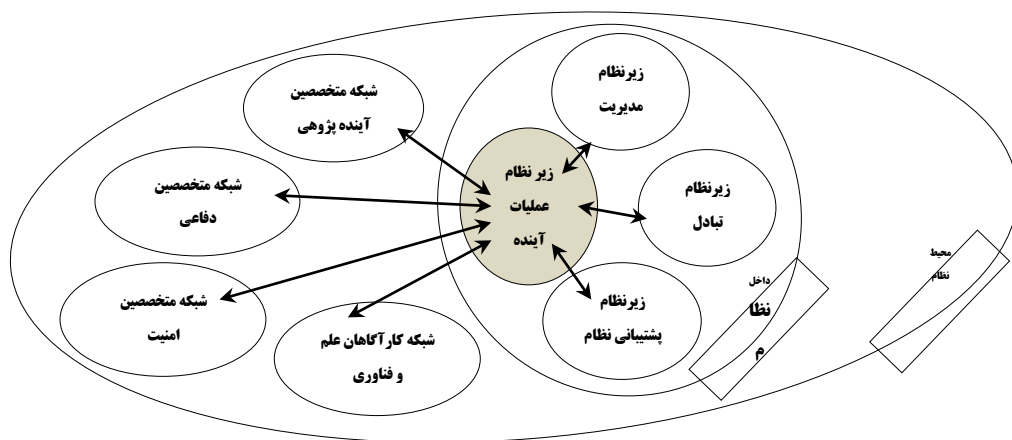 زیرنظام
مدیریت
شبکه متخصصین
آینده پژوهی
زیر نظام
عملیات
آینده
زیرنظام
تبادل
شبکه متخصصین
دفاعی
محیط
نظام
داخل
نظا
م
زیرنظام
پشتیبانی نظام
شبکه متخصصین
امنیت
شبکه کارآگاهان علم
و فناوری